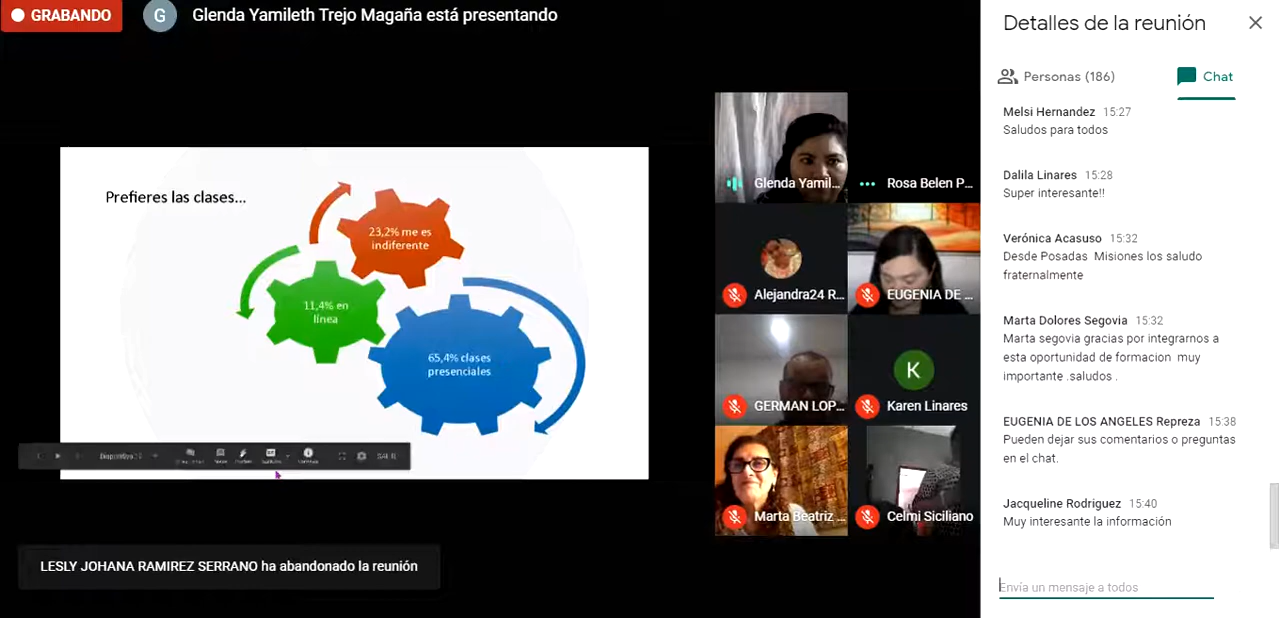 GRABANDO
G
Glenda Yamileth Trejo Magaña está presentando
Prefieres las clases...
23,2% me es
indiferente
11,4% en
línea
65,4% clases
presenciales
LESLY JOHANA RAMIREZ SERRANO ha abandonado la reunión
Glenda Yamil...
Rosa Belen P...
Alejandra24 R...
EUGENIA DE ...
GERMAN LOP...
K
Karen Linares
Marta Beatriz ...
Celmi Siciliano
Detalles de la reunión
Personas (186)
Chat
Melsi Hernandez 15:27
Saludos para todos
Dalila Linares 15:28
Super interesante!!
Verónica Acasuso 15:32
Desde Posadas Misiones los saludo
fraternalmente
Marta Dolores Segovia 15:32
Marta segovia gracias por integrarnos a
esta oportunidad de formacion muy
importante .saludos .
EUGENIA DE LOS ANGELES Repreza 15:38
Pueden dejar sus comentarios o preguntas
en el chat.
Jacqueline Rodriguez 15:40
Muy interesante la información
Envía un mensaje a todos